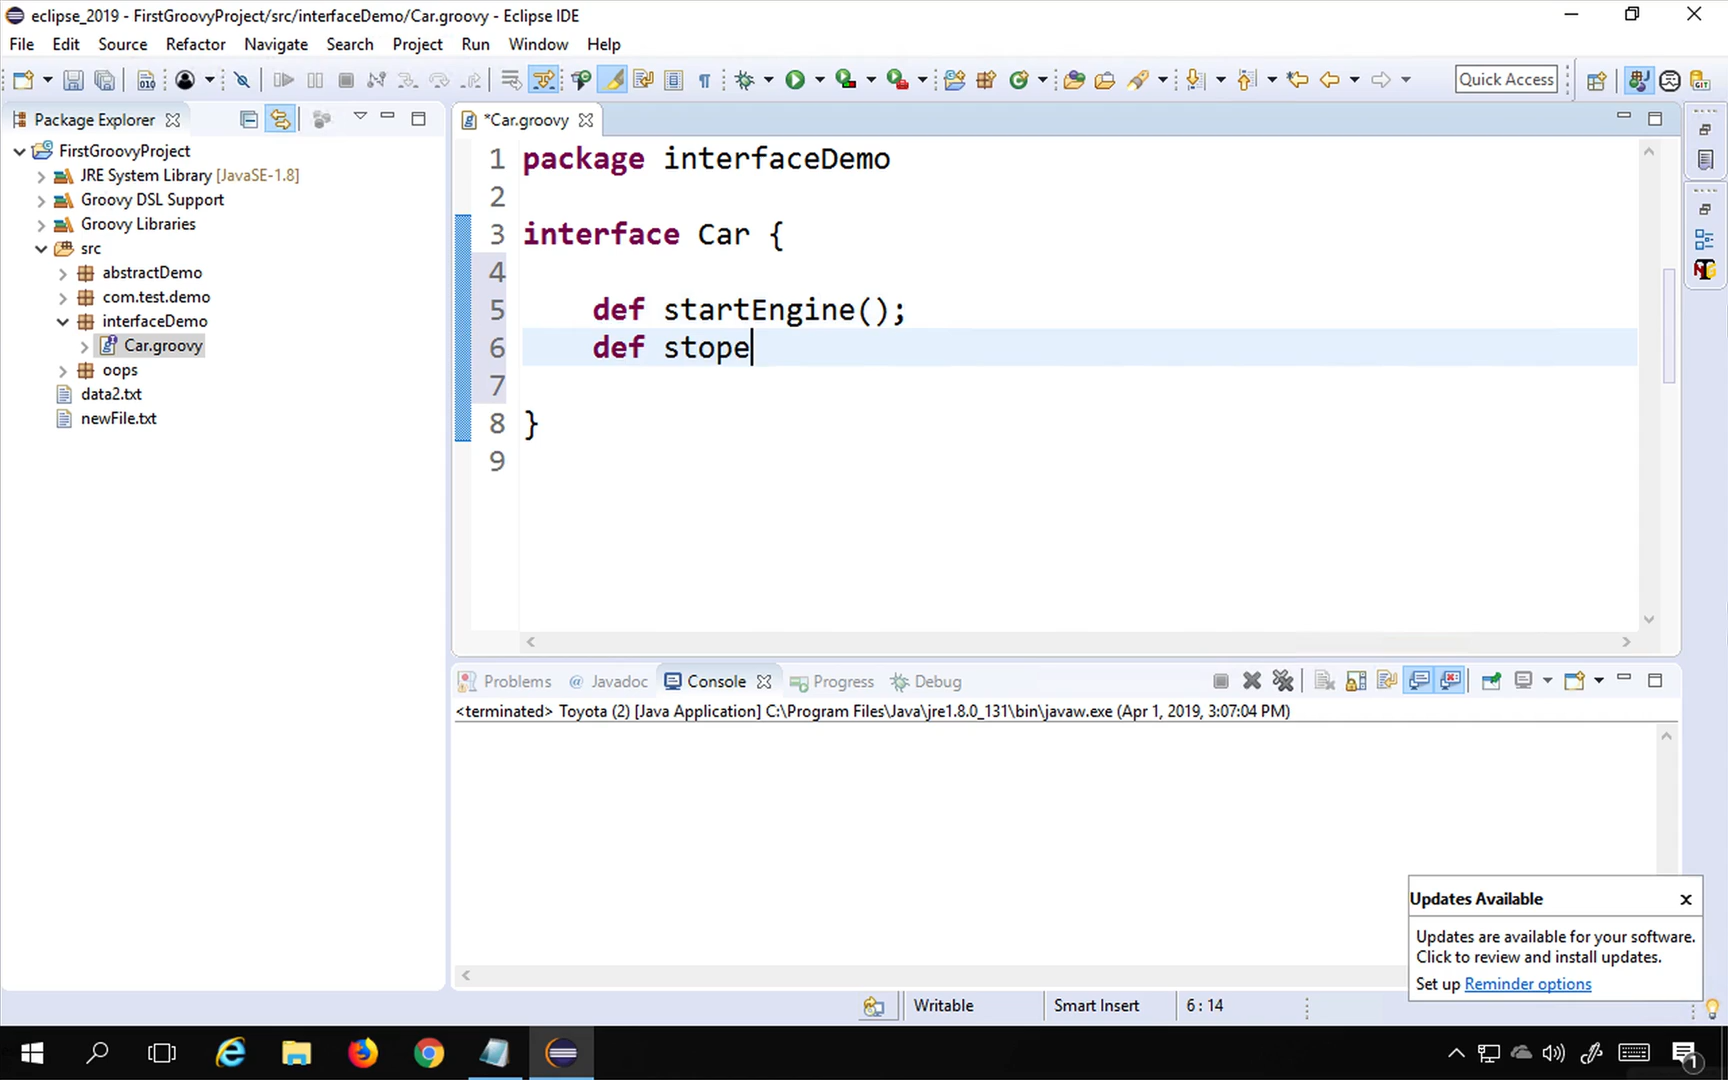 eclipse_2019 - FirstGroovyProject/src/interfaceDemo/Car.groovy - Eclipse IDE
File Edit Source Refactor Navigate Search Project Run Window Help
Quick Access
Package Explorer
FirstGroovyProject
JRE System Library [JavaSE-1.8]
Groovy DSL Support
Groovy Libraries
src
abstractDemo
com.test.demo
interfaceDemo
Car.groovy
oops
data2.txt
newFile.txt
*Car.groovy
1 package interfaceDemo
2
3 interface Car {
4
5 def startEngine();
6 def stope
7
8 }
9
Problems @ Javadoc Console Progress Debug
<terminated> Toyota (2) [Java Application] C:\Program Files\Java\jre1.8.0_131\bin\javaw.exe (Apr 1, 2019, 3:07:04 PM)
Updates Available
Updates are available for your software.
Click to review and install updates.
Set up Reminder options
Writable Smart Insert 6 : 14
1